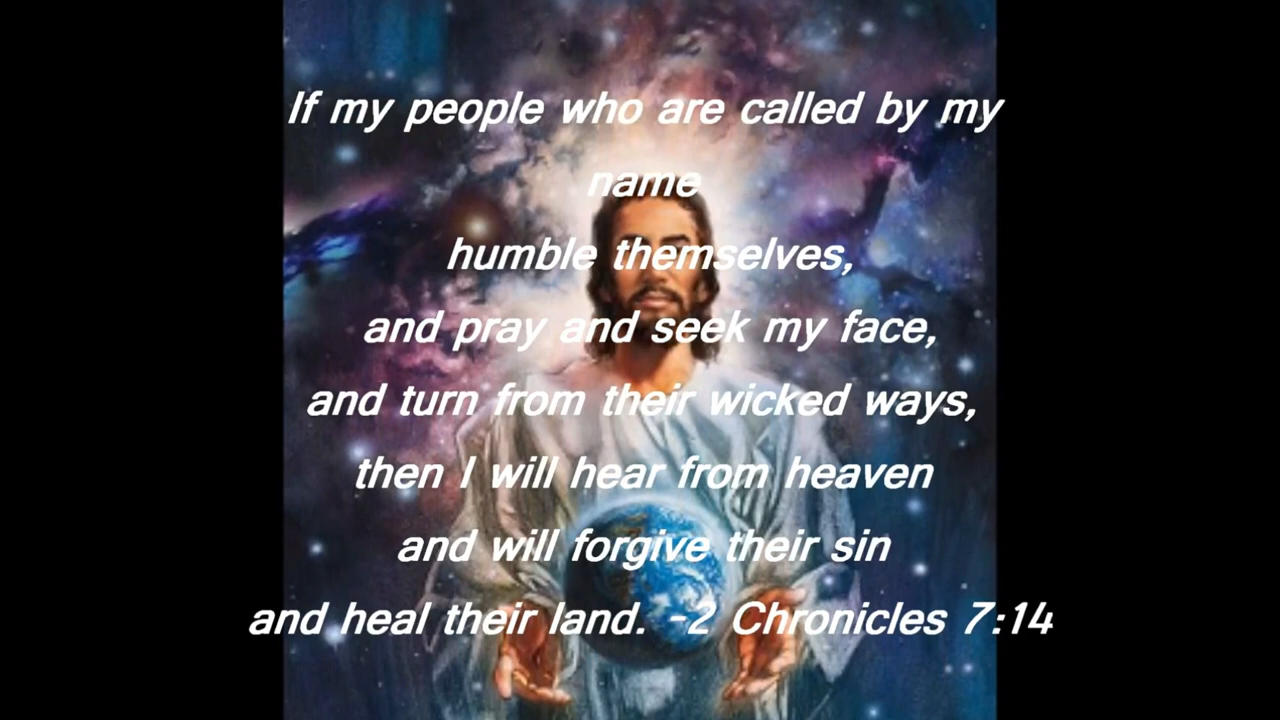 If my people who are called by my
name
humble themselves,
and pray and seek my face,
and turn from their wicked ways,
then I will hear from heaven
and will forgive their sin
and heal their land. -2 Chronicles 7:14